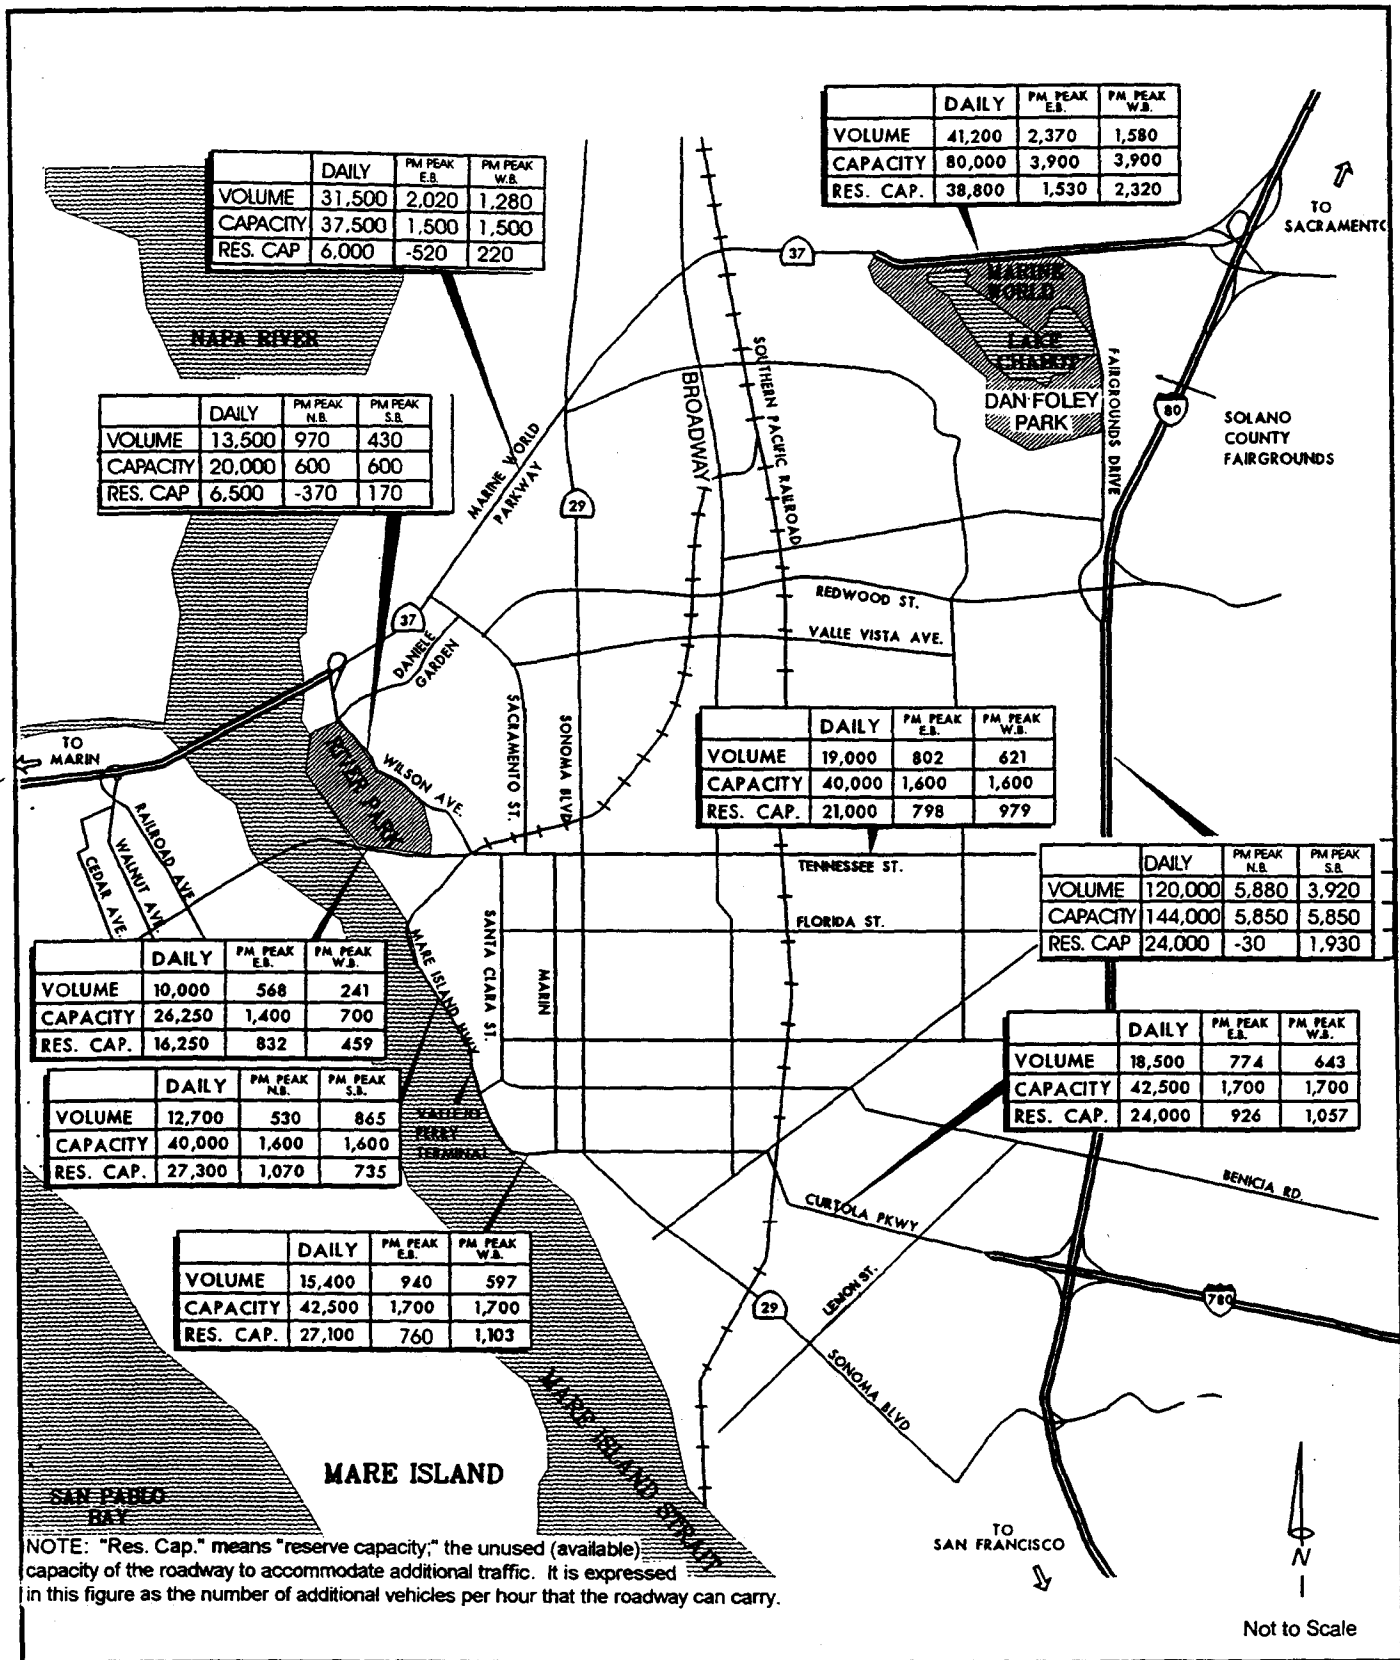 DAILY PM PEAK E.B. PM PEAK W.B.
VOLUME 41,200 2,370 1,580
CAPACITY 80,000 3,900 3,900
RES. CAP. 38,800 1,530 2,320
DAILY PM PEAK E.B. PM PEAK W.B.
VOLUME 31,500 2,020 1,280
CAPACITY 37,500 1,500 1,500
RES. CAP 6,000 -520 220
TO
SACRAMENTO
37
MARINE
WORLD
LAKE
CHABOT
DAN FOLEY
PARK
FAIRGROUNDS DRIVE
80
SOLANO
COUNTY
FAIRGROUNDS
NAPA RIVER
SOUTHERN PACIFIC RAILROAD
BROADWAY
DAILY PM PEAK N.B. PM PEAK S.B.
VOLUME 13,500 970 430
CAPACITY 20,000 600 600
RES. CAP 6,500 -370 170
MARINE WORLD
PARKWAY
29
37
REDWOOD ST.
VALLE VISTA AVE.
DANIELE
GARDEN
SACRAMENTO ST.
SONOMA BLVD
TO
MARIN
RIVER PARK
WILSON AVE.
DAILY PM PEAK E.B. PM PEAK W.B.
VOLUME 19,000 802 621
CAPACITY 40,000 1,600 1,600
RES. CAP. 21,000 798 979
RAILROAD AVE
WALNUT AVE.
CEDAR AVE.
TENNESSEE ST.
FLORIDA ST.
DAILY PM PEAK N.B. PM PEAK S.B.
VOLUME 120,000 5,880 3,920
CAPACITY 144,000 5,850 5,850
RES. CAP 24,000 -30 1,930
SANTA CLARA ST.
MARIN
MARE ISLAND HWY
DAILY PM PEAK E.B. PM PEAK W.B.
VOLUME 10,000 568 241
CAPACITY 26,250 1,400 700
RES. CAP. 16,250 832 459
DAILY PM PEAK E.B. PM PEAK W.B.
VOLUME 18,500 774 643
CAPACITY 42,500 1,700 1,700
RES. CAP. 24,000 926 1,057
DAILY PM PEAK N.B. PM PEAK S.B.
VOLUME 12,700 530 865
CAPACITY 40,000 1,600 1,600
RES. CAP. 27,300 1,070 735
VALLEJO
FERRY
TERMINAL
BENICIA RD.
CURTOLA PKWY
DAILY PM PEAK E.B. PM PEAK W.B.
VOLUME 15,400 940 597
CAPACITY 42,500 1,700 1,700
RES. CAP. 27,100 760 1,103
LEMON ST.
29
780
SONOMA BLVD
MARE ISLAND STRAIT
MARE ISLAND
SAN PABLO
BAY
TO
SAN FRANCISCO
N
NOTE: "Res. Cap." means "reserve capacity;" the unused (available)
capacity of the roadway to accommodate additional traffic. It is expressed
in this figure as the number of additional vehicles per hour that the roadway can carry.
Not to Scale